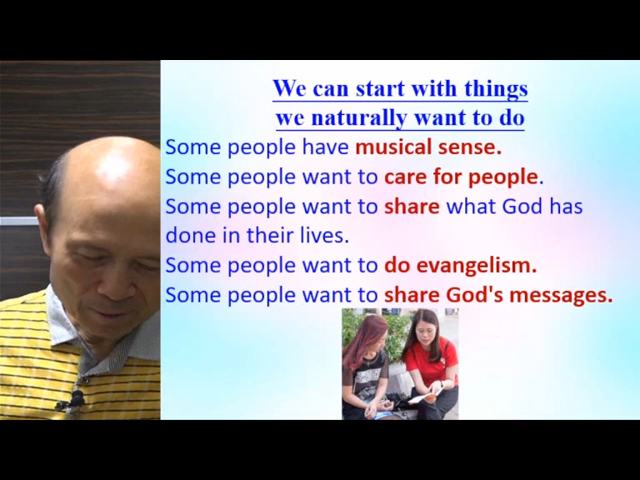 We can start with things
we naturally want to do
Some people have musical sense.
Some people want to care for people.
Some people want to share what God has
done in their lives.
Some people want to do evangelism.
Some people want to share God's messages.